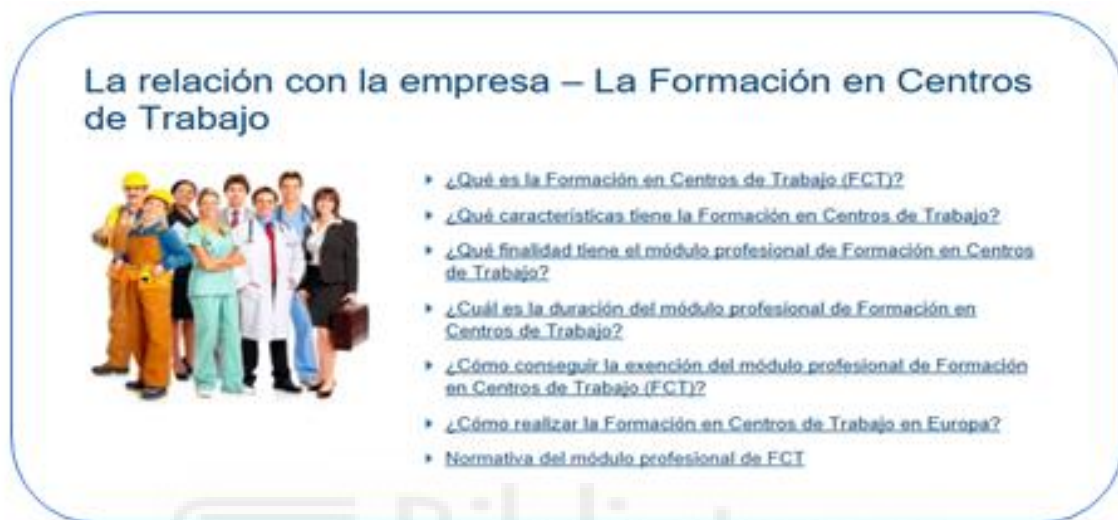 La relación con la empresa – La Formación en Centros
de Trabajo
¿Qué es la Formación en Centros de Trabajo (FCT)?
¿Qué características tiene la Formación en Centros de Trabajo?
¿Qué finalidad tiene el módulo profesional de Formación en Centros
de Trabajo?
¿Cuál es la duración del módulo profesional de Formación en
Centros de Trabajo?
¿Cómo conseguir la exención del módulo profesional de Formación
en Centros de Trabajo (FCT)?
¿Cómo realizar la Formación en Centros de Trabajo en Europa?
Normativa del módulo profesional de FCT